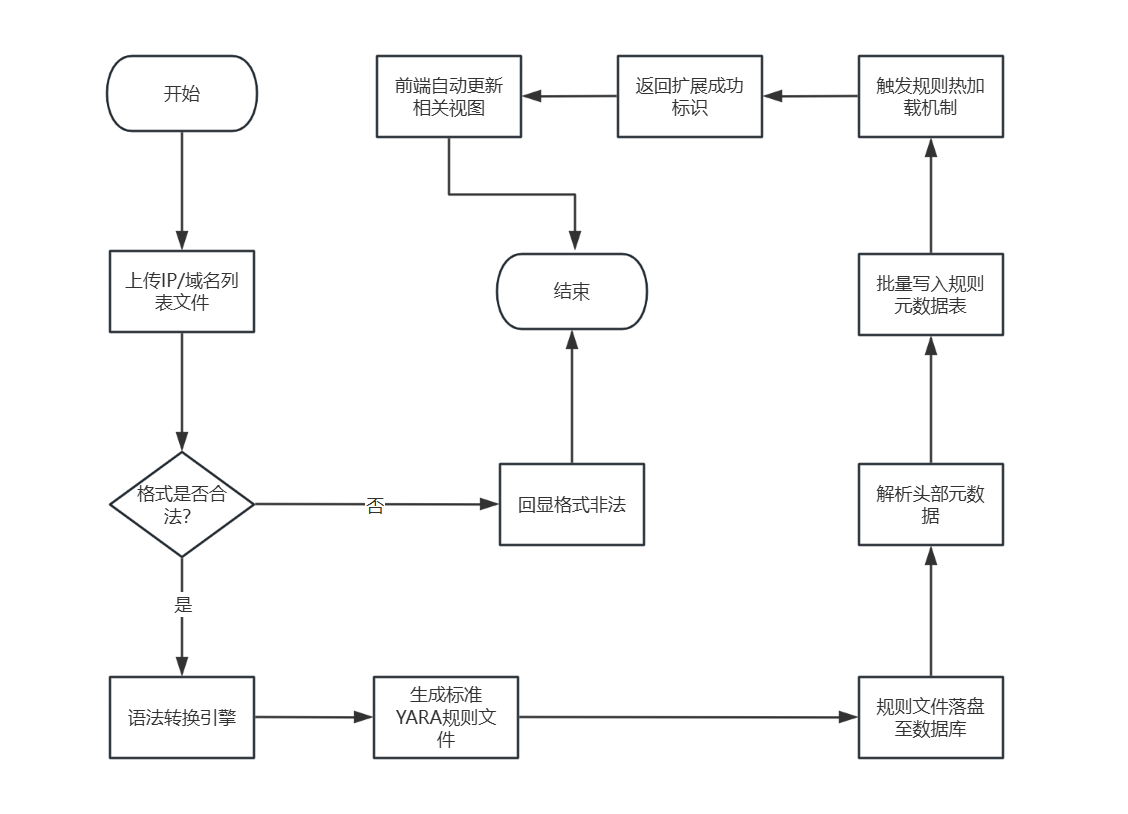 开始
前端自动更新
相关视图
返回扩展成功
标识
触发规则热加
载机制
上传IP/域名列
表文件
结束
批量写入规则
元数据表
格式是否合
法?
否
回显格式非法
解析头部元数
据
是
语法转换引擎
生成标准
YARA规则文
件
规则文件落盘
至数据库